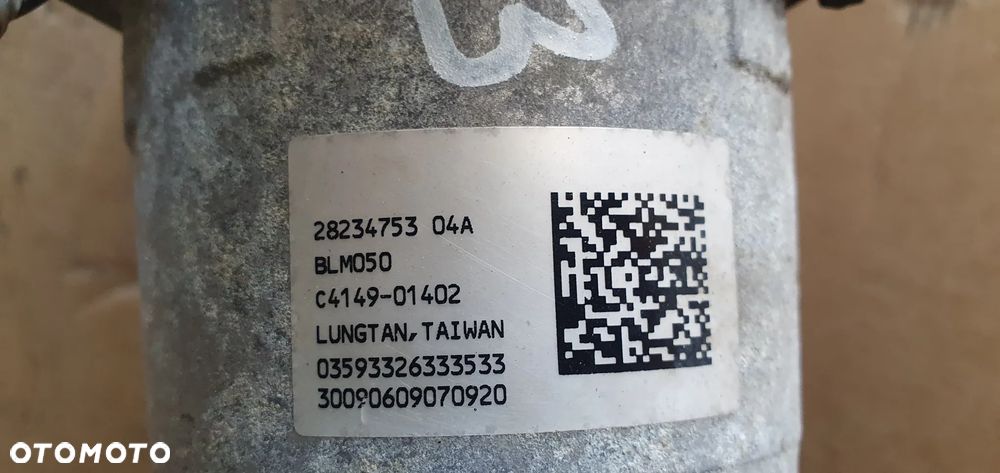 28234753 04A
BLM050
C4149-01402
LUNGTAN, TAIWAN
03593326333533
30090609070920
OTOMOTO